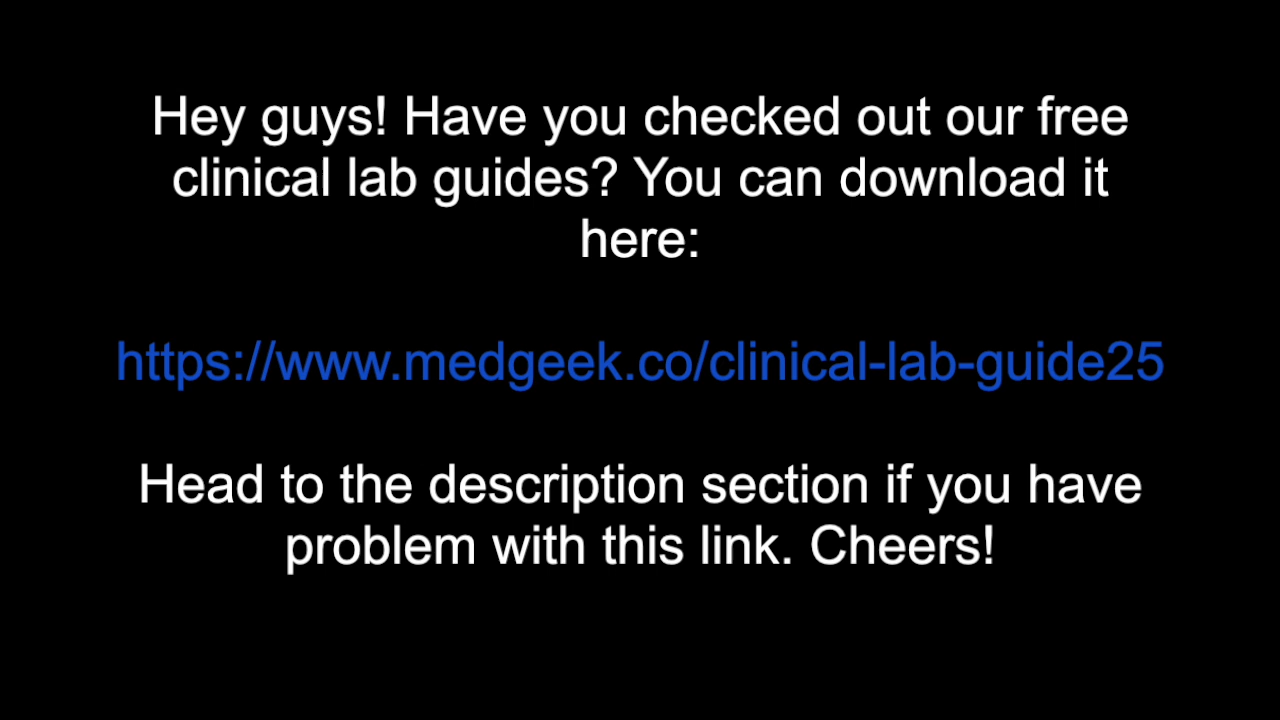 Hey guys! Have you checked out our free
clinical lab guides? You can download it
here:
https://www.medgeek.co/clinical-lab-guide25
Head to the description section if you have
problem with this link. Cheers!